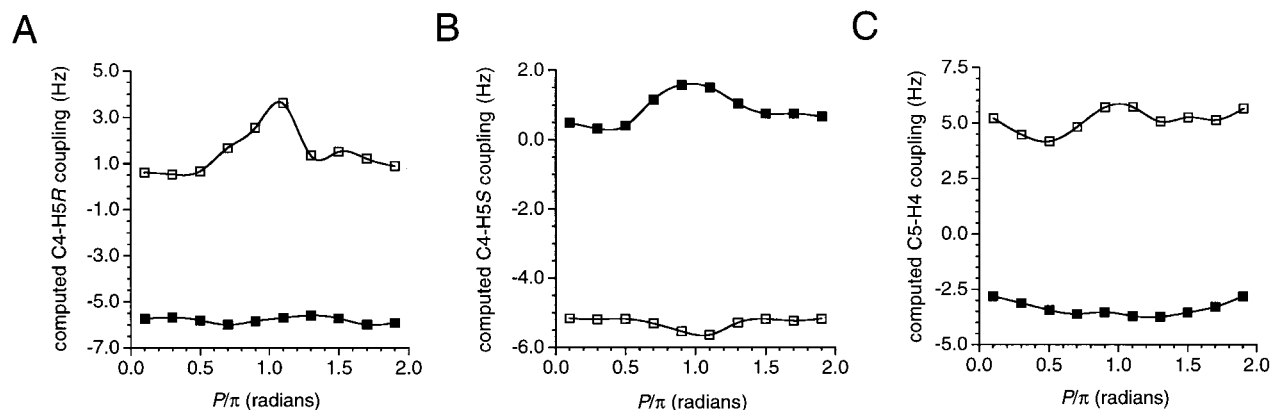 A
computed C4-H5R coupling (Hz)
5.0
3.0
1.0
-1.0
-3.0
-5.0
-7.0
0.0 0.5 1.0 1.5 2.0
P/π (radians)
B
computed C4-H5S coupling (Hz)
2.0
0.0
-2.0
-4.0
-6.0
0.0 0.5 1.0 1.5 2.0
P/π (radians)
C
computed C5-H4 coupling (Hz)
7.5
5.0
2.5
0.0
-2.5
-5.0
0.0 0.5 1.0 1.5 2.0
P/π (radians)